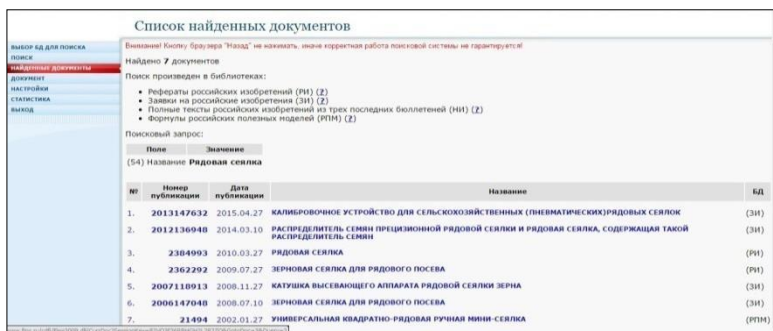 Список найденных документов
Внимание! Кнопку браузера "Назад" не нажимать, иначе корректная работа поисковой системы не гарантируется!
ВЫБОР БД ДЛЯ ПОИСКА
ПОИСК
НАЙДЕННЫЕ ДОКУМЕНТЫ
ДОКУМЕНТ
НАСТРОЙКИ
СТАТИСТИКА
ВЫХОД
Найдено 7 документов
Поиск произведен в библиотеках:
• Рефераты российских изобретений (РИ) (?)
• Заявки на российские изобретения (ЗИ) (?)
• Полные тексты российских изобретений из трех последних бюллетеней (НИ) (?)
• Формулы российских полезных моделей (РПМ) (?)
Поисковый запрос:
Поле Значение
(54) Название Рядовая сеялка
№ Номер публикации Дата публикации Название БД
1. 2013147632 2015.04.27 КАЛИБРОВОЧНОЕ УСТРОЙСТВО ДЛЯ СЕЛЬСКОХОЗЯЙСТВЕННЫХ (ПНЕВМАТИЧЕСКИХ)РЯДОВЫХ СЕЯЛОК (ЗИ)
2. 2012136948 2014.03.10 РАСПРЕДЕЛИТЕЛЬ СЕМЯН ПРЕЦИЗИОННОЙ РЯДОВОЙ СЕЯЛКИ И РЯДОВАЯ СЕЯЛКА, СОДЕРЖАЩАЯ ТАКОЙ (ЗИ)
РАСПРЕДЕЛИТЕЛЬ СЕМЯН
3. 2384993 2010.03.27 РЯДОВАЯ СЕЯЛКА (РИ)
4. 2362292 2009.07.27 ЗЕРНОВАЯ СЕЯЛКА ДЛЯ РЯДОВОГО ПОСЕВА (РИ)
5. 2007118913 2008.11.27 КАТУШКА ВЫСЕВАЮЩЕГО АППАРАТА РЯДОВОЙ СЕЯЛКИ ЗЕРНА (ЗИ)
6. 2006147048 2008.07.10 ЗЕРНОВАЯ СЕЯЛКА ДЛЯ РЯДОВОГО ПОСЕВА (ЗИ)
7. 21494 2002.01.27 УНИВЕРСАЛЬНАЯ КВАДРАТНО-РЯДОВАЯ РУЧНАЯ МИНИ-СЕЯЛКА (РПМ)